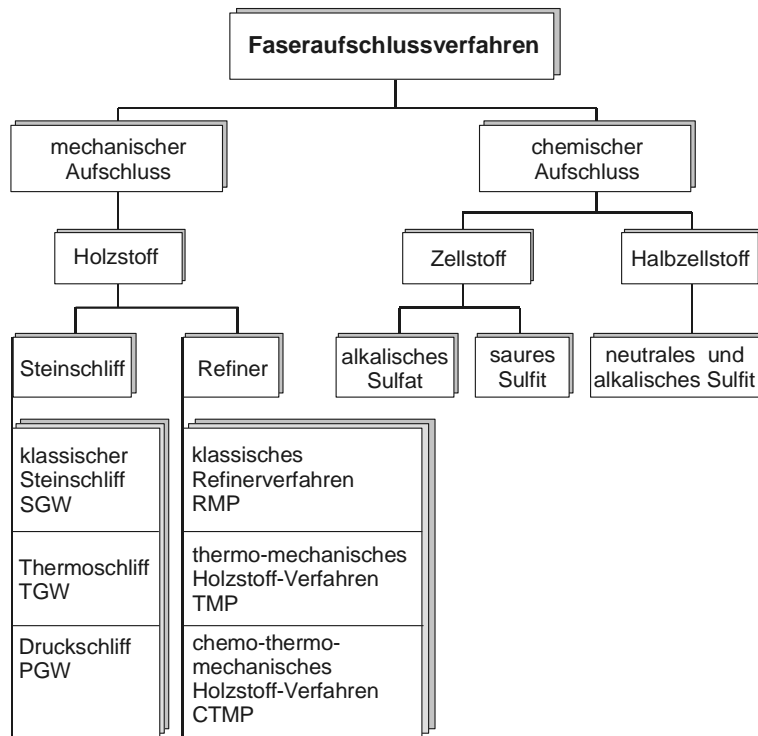 Faseraufschlussverfahren
mechanischer
Aufschluss
chemischer
Aufschluss
Holzstoff
Zellstoff
Halbzellstoff
Steinschliff
Refiner
alkalisches
Sulfat
saures
Sulfit
neutrales und
alkalisches Sulfit
klassischer
Steinschliff
SGW
Thermoschliff
TGW
Druckschliff
PGW
klassisches
Refinerverfahren
RMP
thermo-mechanisches
Holzstoff-Verfahren
TMP
chemo-thermo-
mechanisches
Holzstoff-Verfahren
CTMP